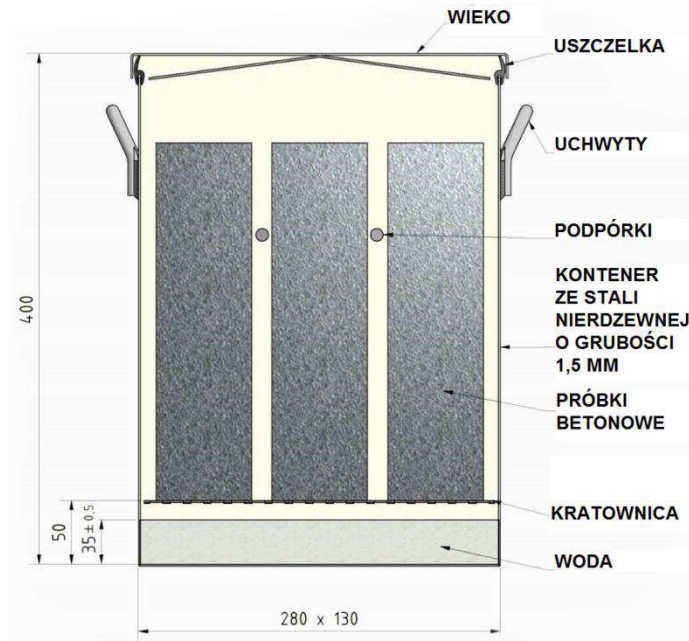 WIEKO
USZCZELKA
UCHWYTY
PODPÓRKI
KONTENER
ZE STALI
NIERDZEWNEJ
O GRUBOŚCI
1,5 MM
PRÓBKI
BETONOWE
KRATOWNICA
WODA
400
50
35 ± 0,5
280 x 130